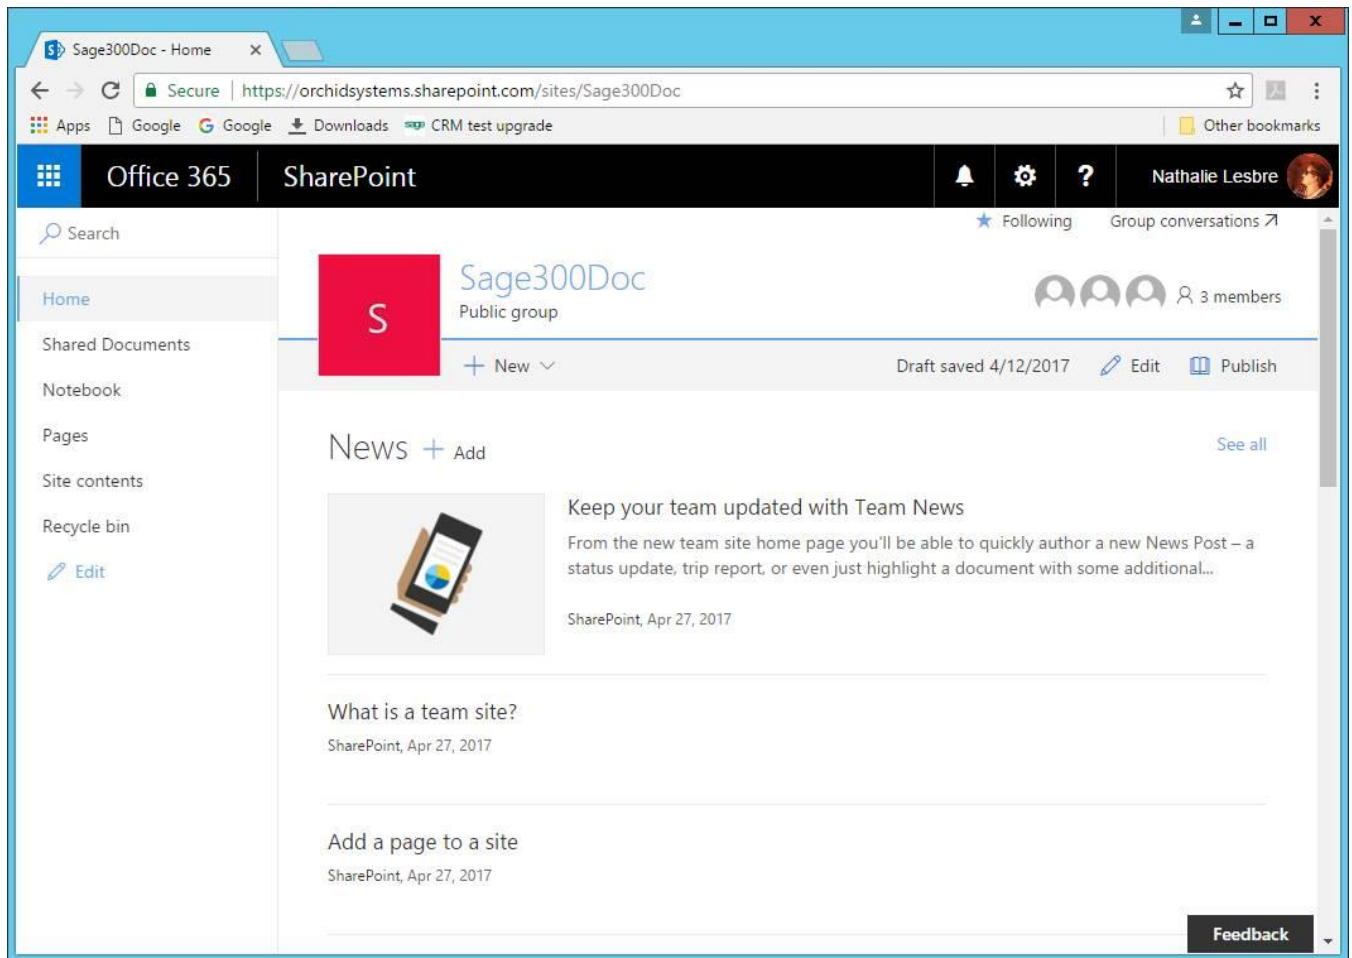 Sage300Doc - Home
Secure | https://orchidsystems.sharepoint.com/sites/Sage300Doc
Apps Google Google Downloads sage CRM test upgrade Other bookmarks
Office 365 SharePoint ? Nathalie Lesbre
Search
Following Group conversations
Home
Shared Documents
Notebook
Pages
Site contents
Recycle bin
Edit
S
Sage300Doc
Public group
3 members
New Draft saved 4/12/2017 Edit Publish
News + Add See all
Keep your team updated with Team News
From the new team site home page you'll be able to quickly author a new News Post – a
status update, trip report, or even just highlight a document with some additional...
SharePoint, Apr 27, 2017
What is a team site?
SharePoint, Apr 27, 2017
Add a page to a site
SharePoint, Apr 27, 2017
Feedback